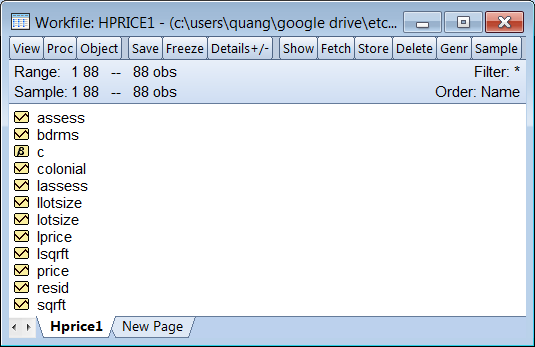 Workfile: HPRICE1 - (c:\users\quang\google drive\etc...
View Proc Object Save Freeze Details+/- Show Fetch Store Delete Genr Sample
Range: 1 88 -- 88 obs Filter: *
Sample: 1 88 -- 88 obs Order: Name
assess
bdrms
β c
colonial
lassess
llotsize
lotsize
lprice
lsqrft
price
resid
sqrft
Hprice1 New Page